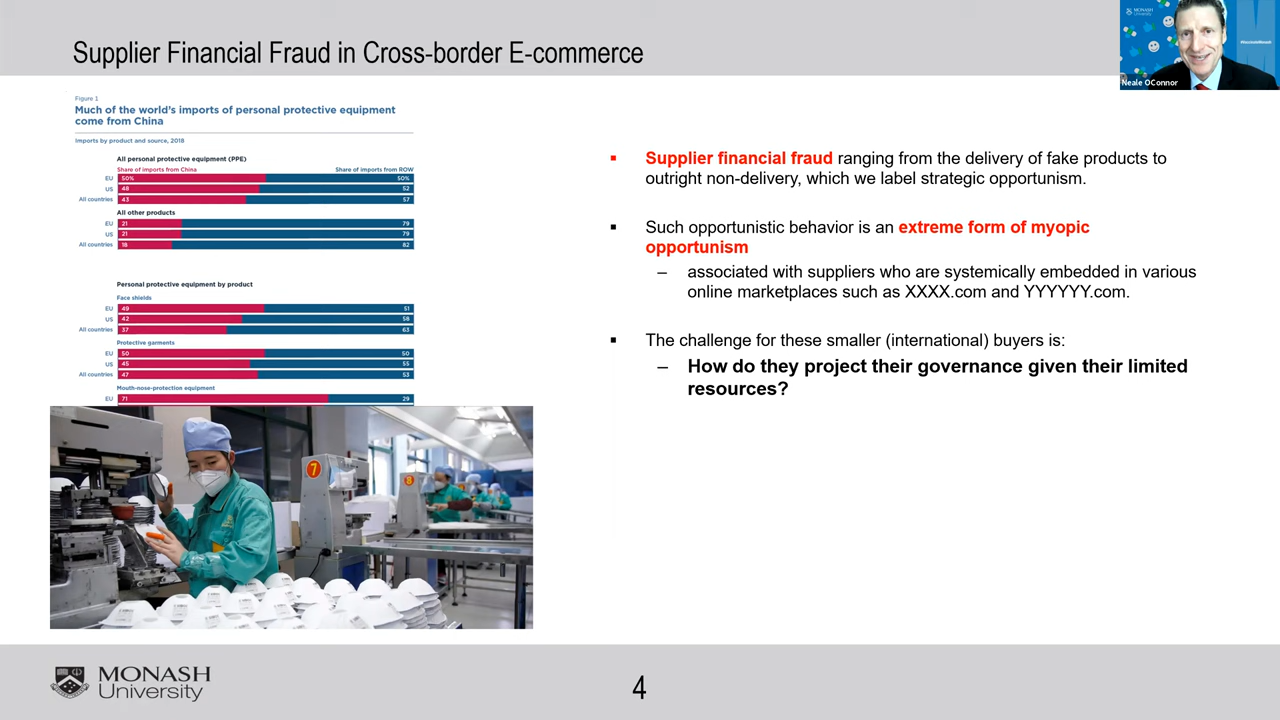 Supplier Financial Fraud in Cross-border E-commerce
MONASH University
Neale OConnor
Figure 1
Much of the world's imports of personal protective equipment
come from China
Imports by product and source, 2018
All personal protective equipment (PPE)
Share of imports from China Share of imports from ROW
EU 50% 50%
US 48 52
All countries 43 57
All other products
EU 21 79
US 21 79
All countries 18 82
Personal protective equipment by product
Face shields
EU 49 51
US 42 58
All countries 37 63
Protective garments
EU 50 50
US 45 55
All countries 47 53
Mouth-nose-protection equipment
EU 71 29
7
8
▪ Supplier financial fraud ranging from the delivery of fake products to
outright non-delivery, which we label strategic opportunism.
▪ Such opportunistic behavior is an extreme form of myopic
opportunism
– associated with suppliers who are systemically embedded in various
online marketplaces such as XXXX.com and YYYYYY.com.
▪ The challenge for these smaller (international) buyers is:
– How do they project their governance given their limited
resources?
MONASH
University
4